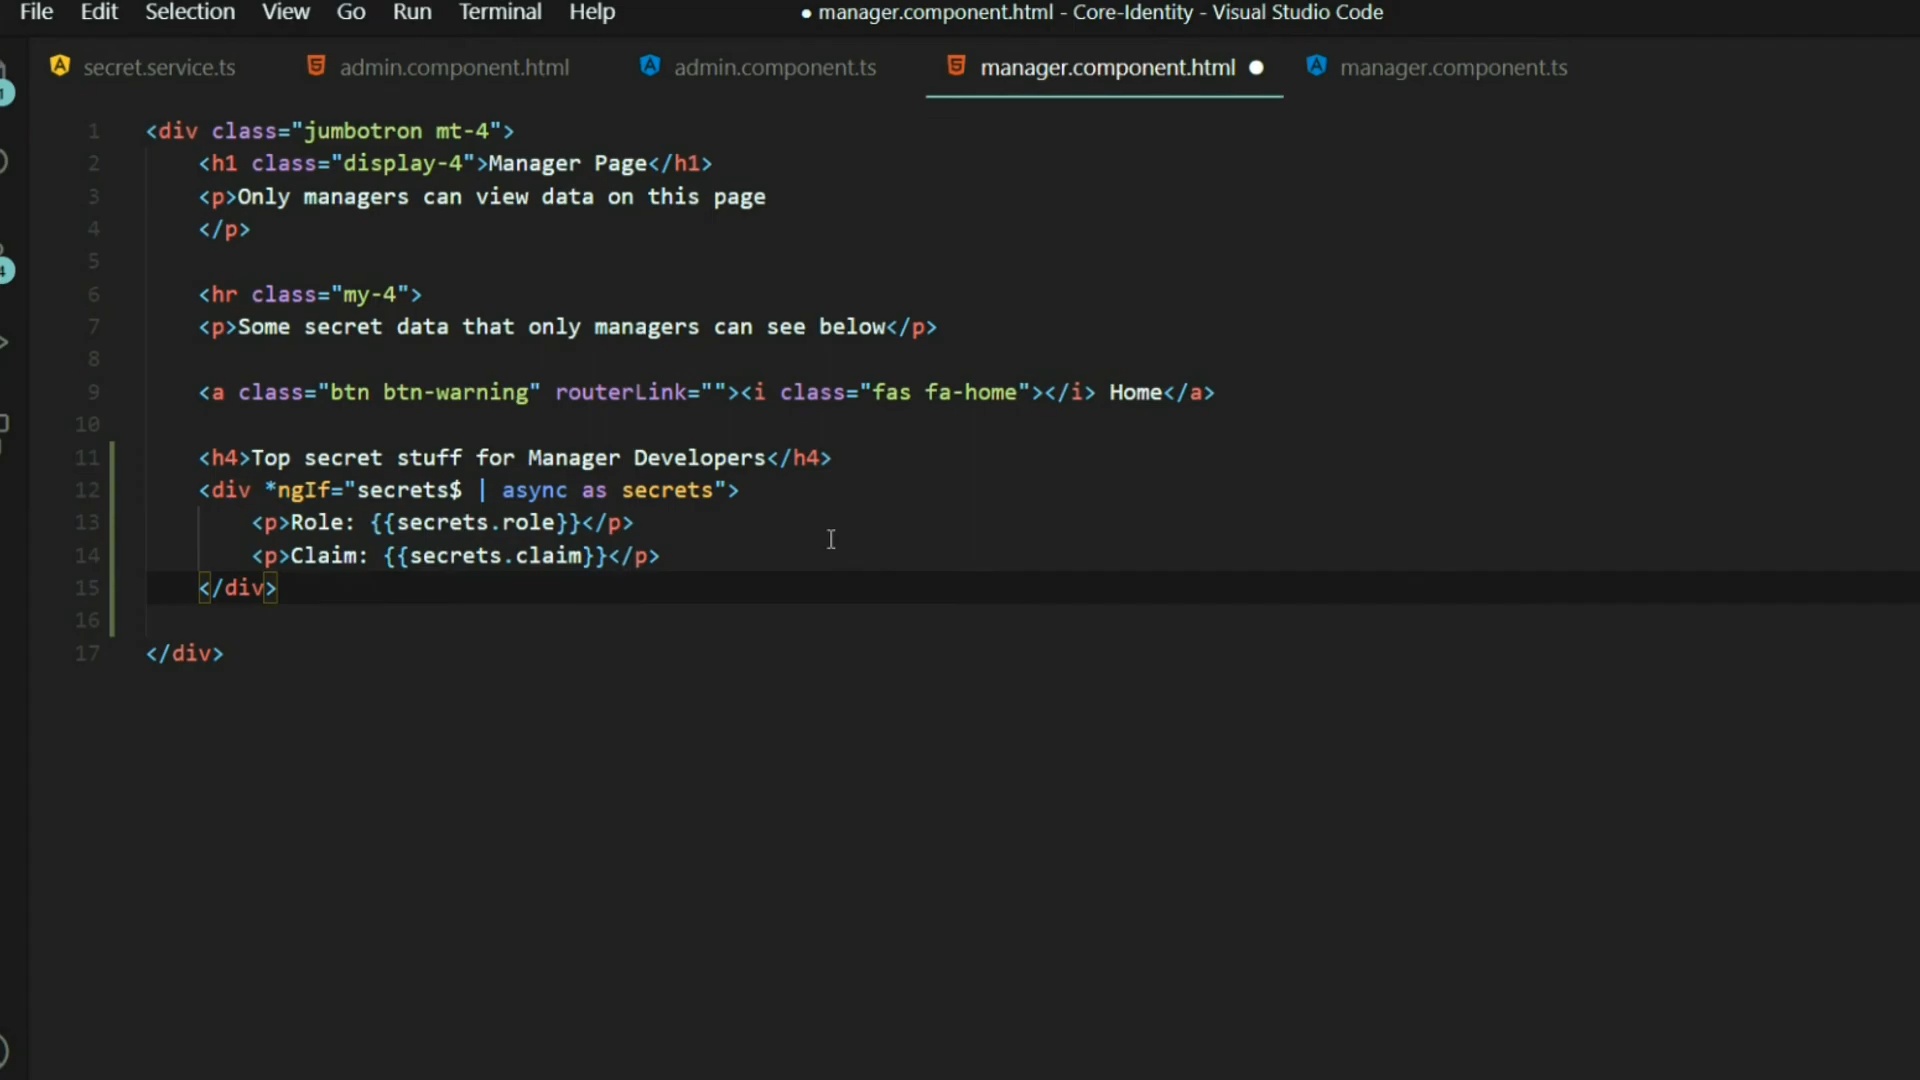 File Edit Selection View Go Run Terminal Help ● manager.component.html - Core-Identity - Visual Studio Code
secret.service.ts admin.component.html admin.component.ts manager.component.html ● manager.component.ts
1 <div class="jumbotron mt-4">
2 <h1 class="display-4">Manager Page</h1>
3 <p>Only managers can view data on this page
4 </p>
5
6 <hr class="my-4">
7 <p>Some secret data that only managers can see below</p>
8
9 <a class="btn btn-warning" routerLink=""><i class="fas fa-home"></i> Home</a>
10
11 <h4>Top secret stuff for Manager Developers</h4>
12 <div *ngIf="secrets$ | async as secrets">
13 <p>Role: {{secrets.role}}</p>
14 <p>Claim: {{secrets.claim}}</p>
15 </div>
16
17 </div>
1
4